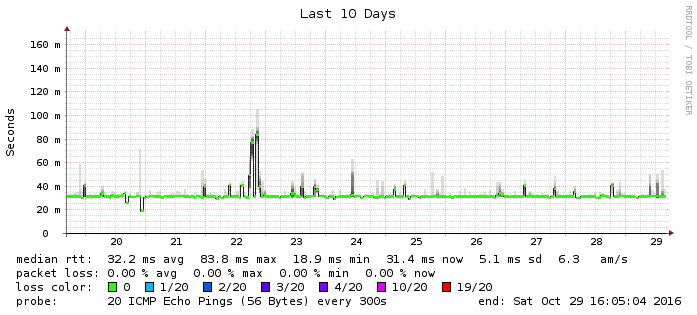 Last 10 Days
RRDTOOL / TOBI OETIKER
Seconds
160 m
140 m
120 m
100 m
80 m
60 m
40 m
20 m
0
20 21 22 23 24 25 26 27 28 29
median rtt: 32.2 ms avg 83.8 ms max 18.9 ms min 31.4 ms now 5.1 ms sd 6.3 am/s
packet loss: 0.00 % avg 0.00 % max 0.00 % min 0.00 % now
loss color: 0 1/20 2/20 3/20 4/20 10/20 19/20
probe: 20 ICMP Echo Pings (56 Bytes) every 300s end: Sat Oct 29 16:05:04 2016